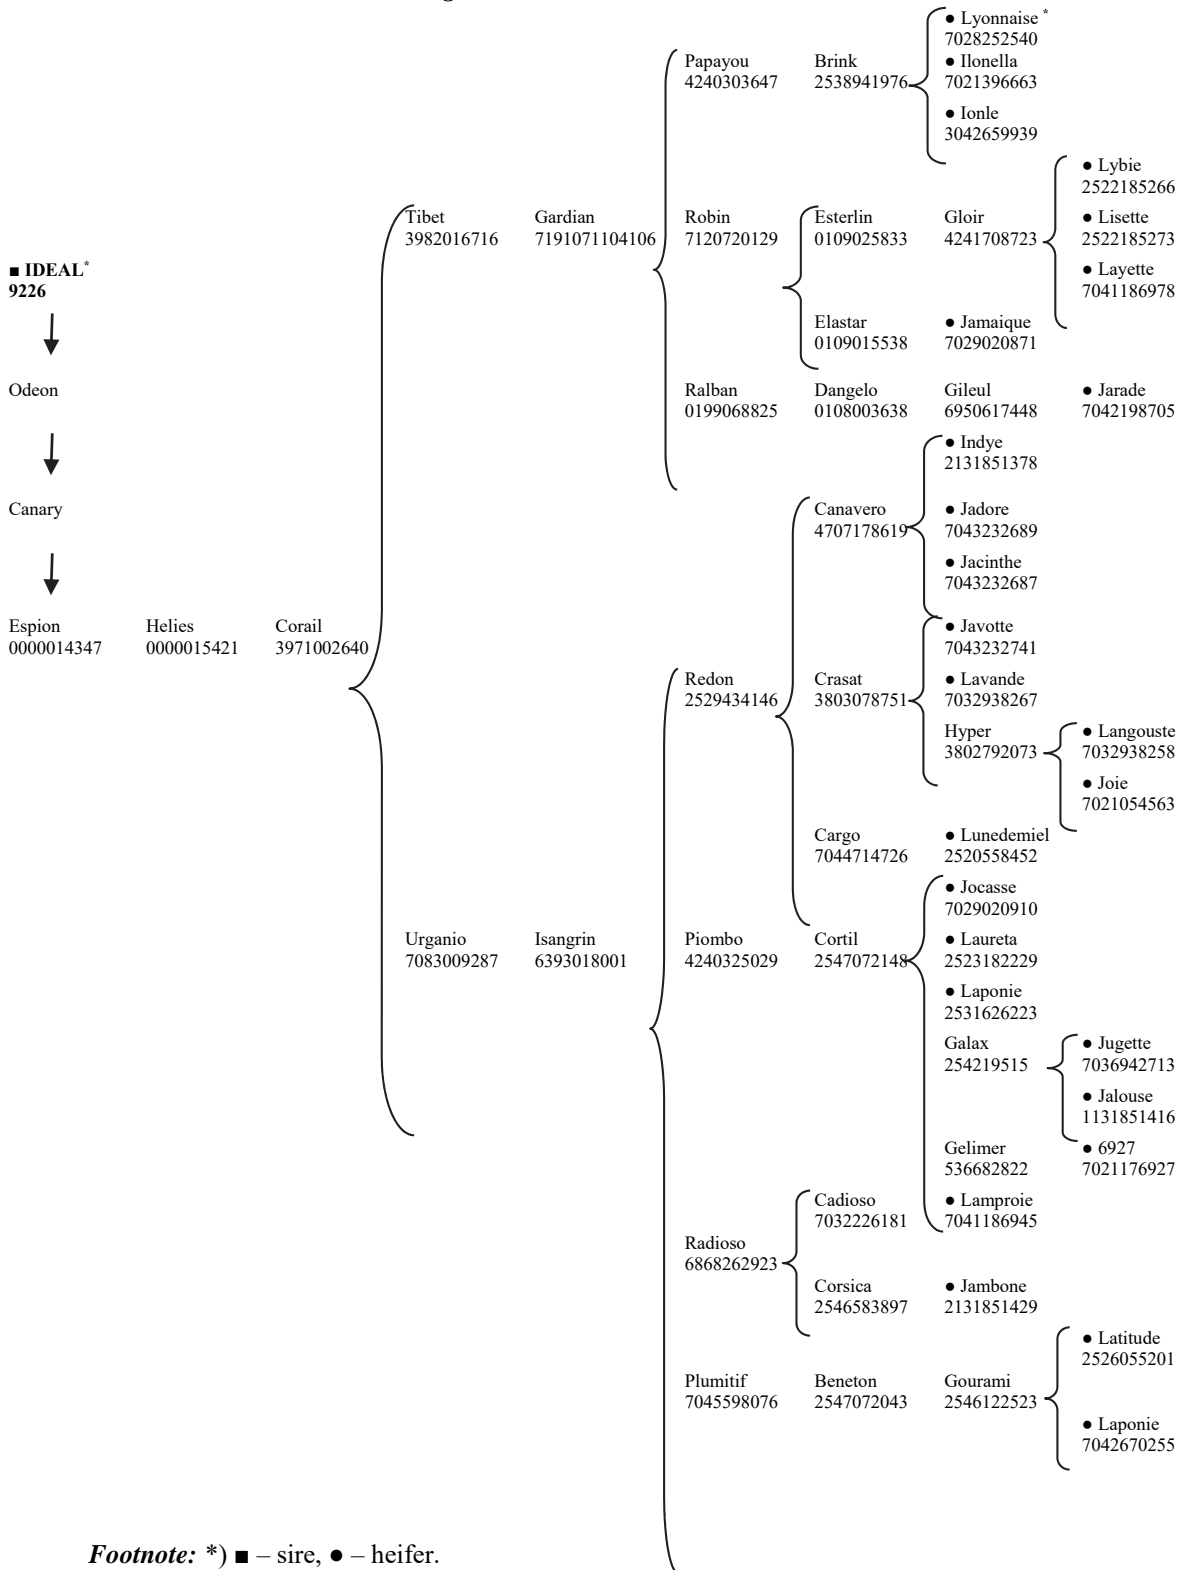 ● Lyonnaise *
7028252540
Papayou Brink ● Ilonella
4240303647 2538941976 7021396663
● Ionle
3042659939
● Lybie
2522185266
Tibet Gardian Robin Esterlin Gloir ● Lisette
3982016716 7191071104106 7120720129 0109025833 4241708723 2522185273
■ IDEAL* ● Layette
9226 7041186978
Elastar ● Jamaique
0109015538 7029020871
Odeon Ralban Dangelo Gileul ● Jarade
0199068825 0108003638 6950617448 7042198705
● Indye
2131851378
Canary Canavero ● Jadore
4707178619 7043232689
● Jacinthe
7043232687
Espion Helies Corail ● Javotte
0000014347 0000015421 3971002640 7043232741
Redon Crasat ● Lavande
2529434146 3803078751 7032938267
Hyper ● Langouste
3802792073 7032938258
● Joie
7021054563
Cargo ● Lunedemiel
7044714726 2520558452
● Jocasse
7029020910
Urganio Isangrin Piombo Cortil ● Laureta
7083009287 6393018001 4240325029 2547072148 2523182229
● Laponie
2531626223
Galax ● Jugette
254219515 7036942713
● Jalouse
1131851416
Gelimer ● 6927
536682822 7021176927
Cadioso ● Lamproie
7032226181 7041186945
Radioso
6868262923
Corsica ● Jambone
2546583897 2131851429
● Latitude
2526055201
Plumitif Beneton Gourami
7045598076 2547072043 2546122523
● Laponie
7042670255
Footnote: *) ■ – sire, ● – heifer.